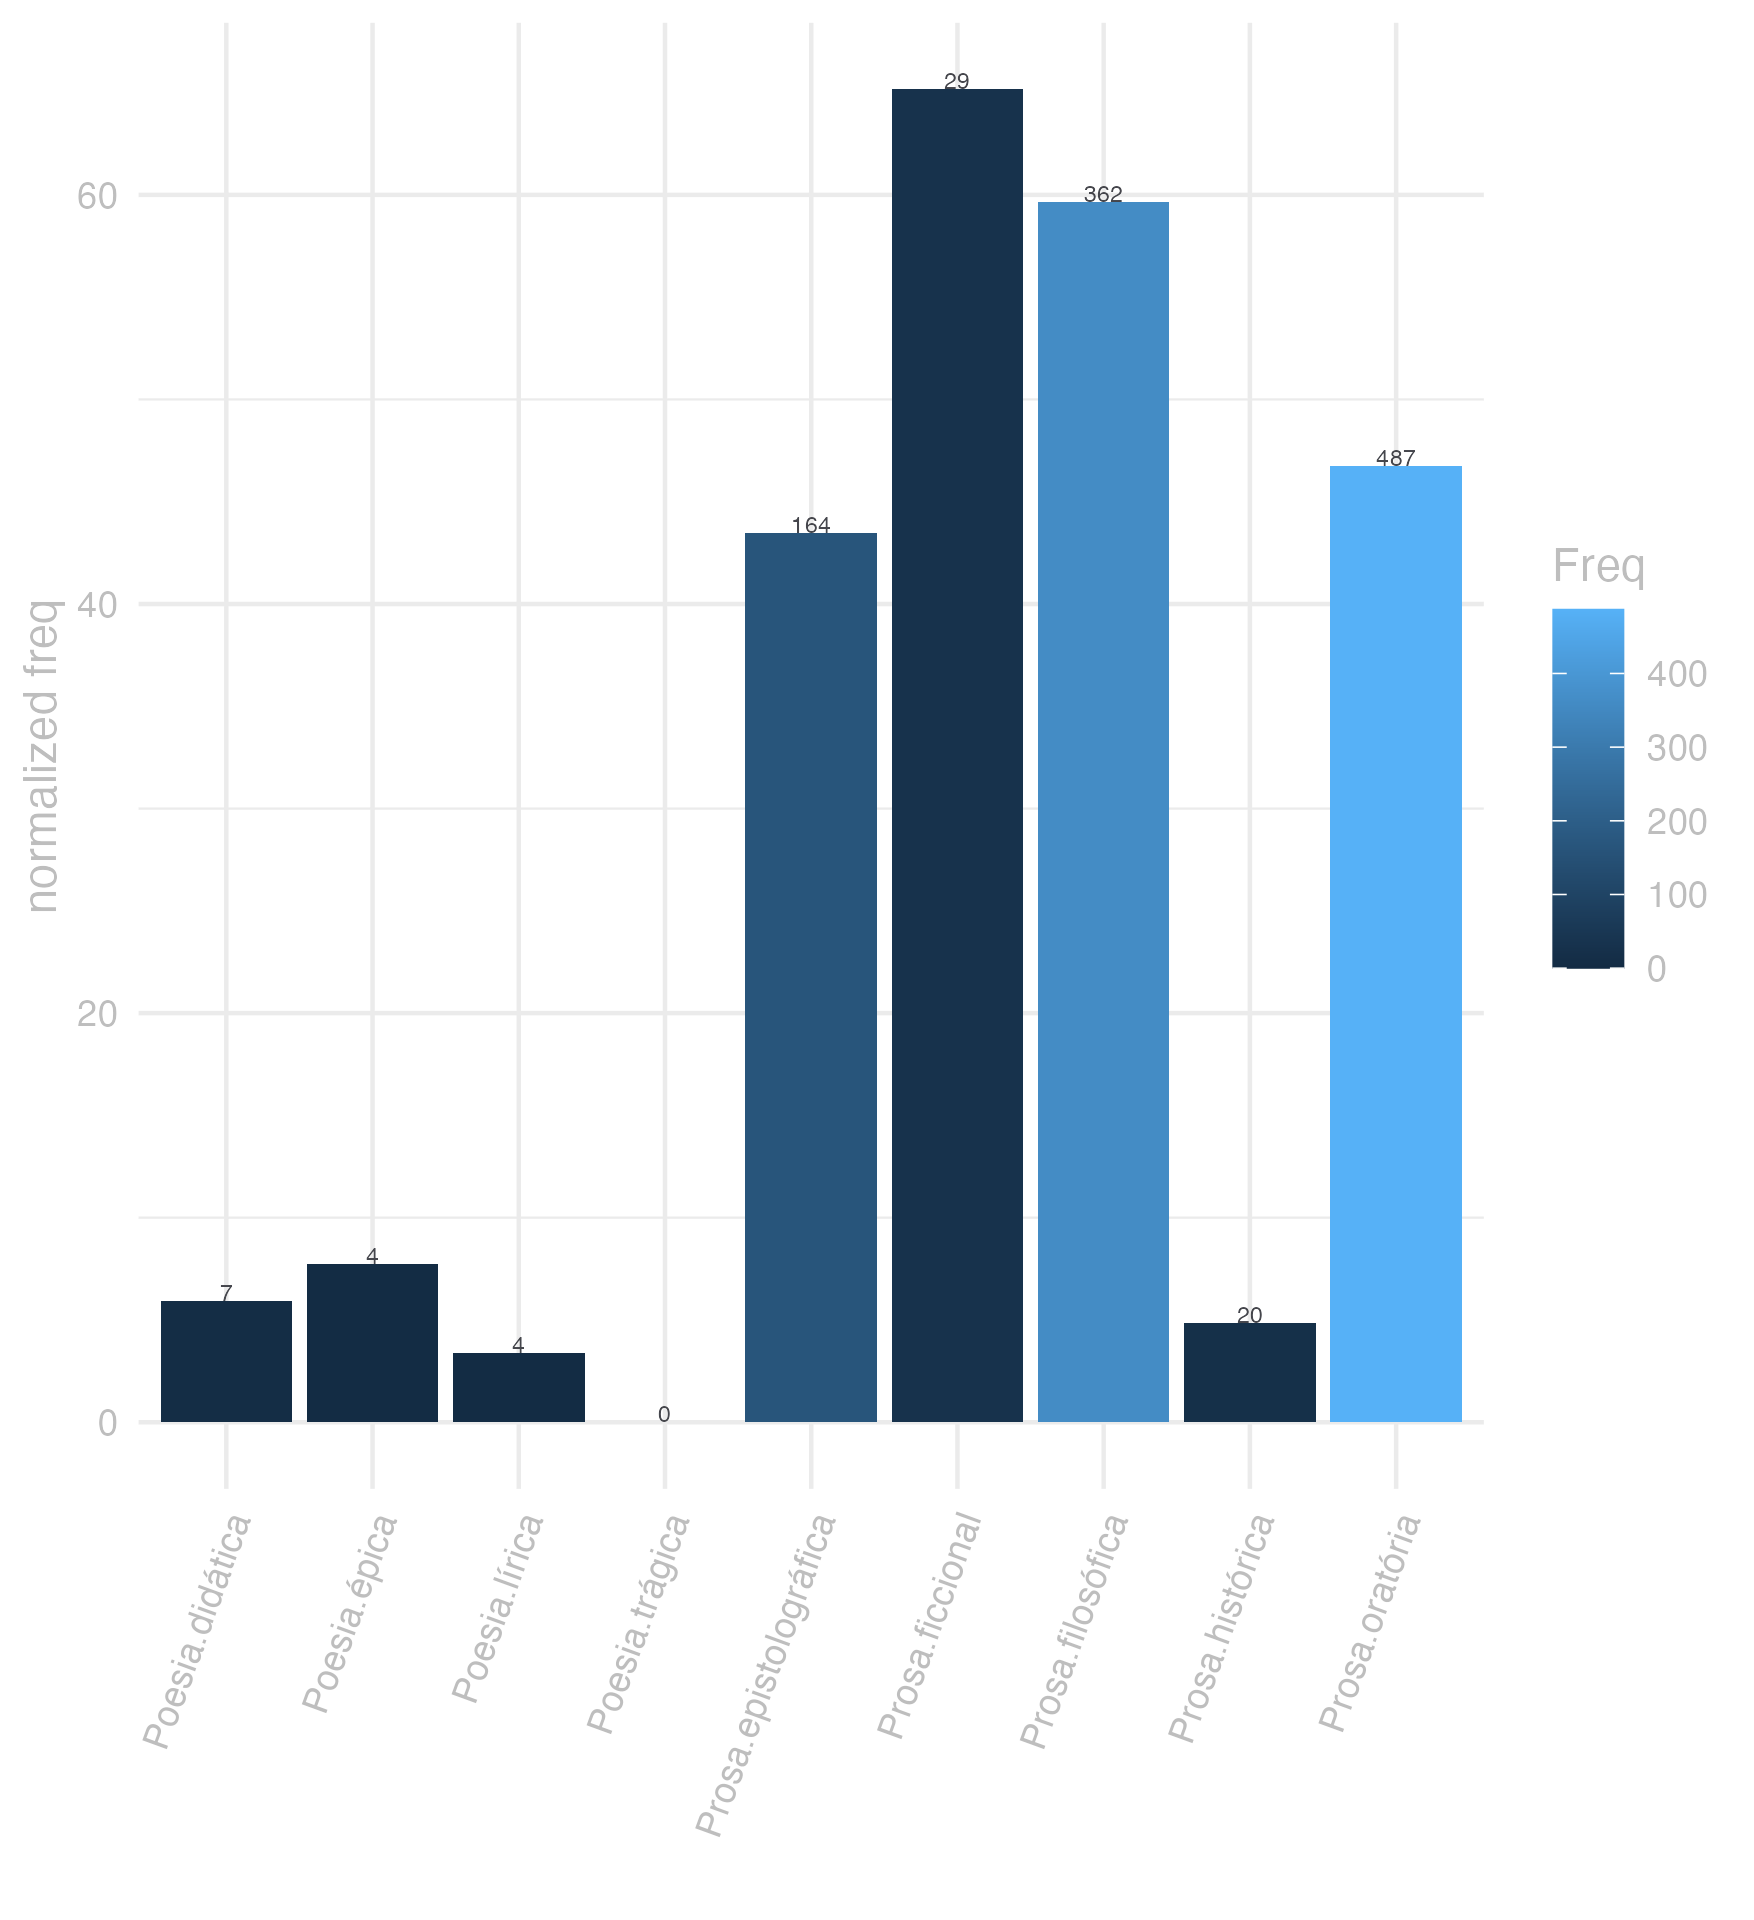 normalized freq
60
40
20
0
7
4
4
0
164
29
362
20
487
Poesia.didática
Poesia.épica
Poesia.lírica
Poesia.trágica
Prosa.epistolográfica
Prosa.ficcional
Prosa.filosófica
Prosa.histórica
Prosa.oratória
Freq
400
300
200
100
0